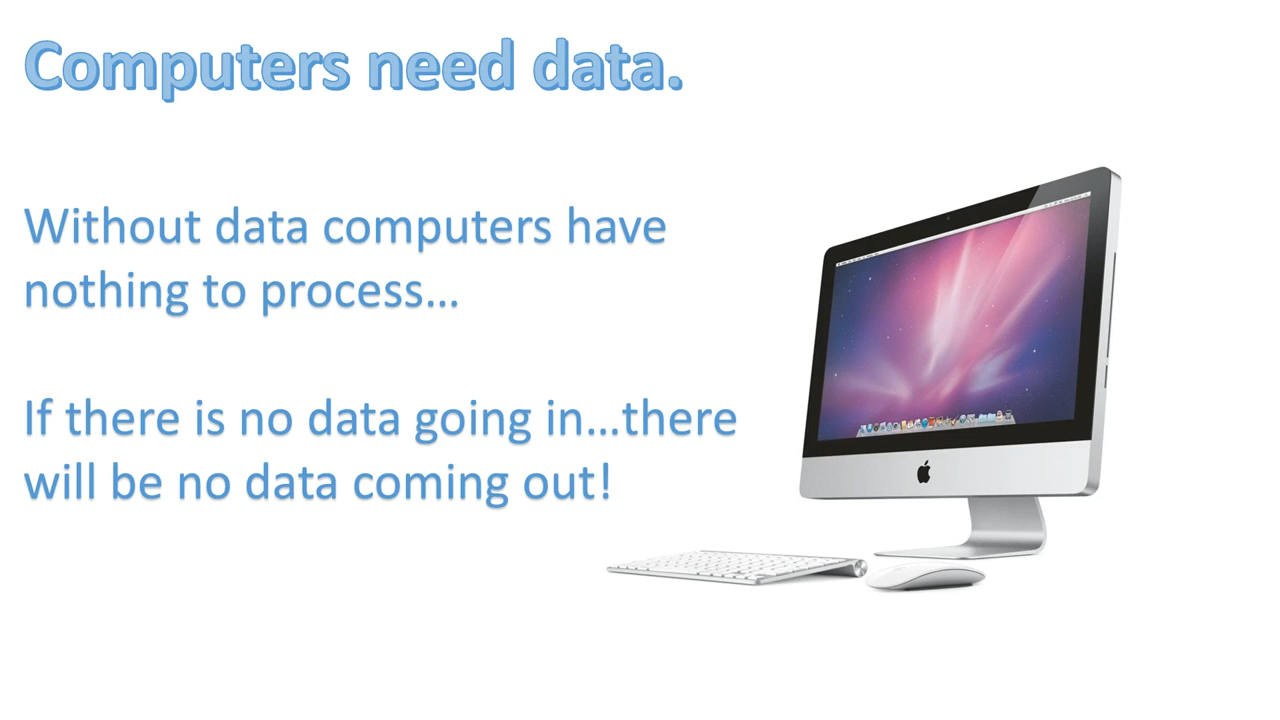 Computers need data.
Without data computers have
nothing to process…
If there is no data going in…there
will be no data coming out!